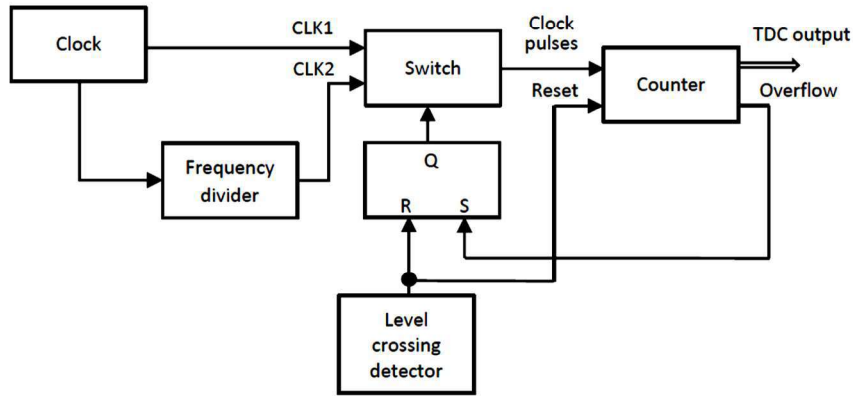 Clock
CLK1
CLK2
Switch
Clock
pulses
Reset
Counter
TDC output
Overflow
Frequency
divider
Q
R S
Level
crossing
detector